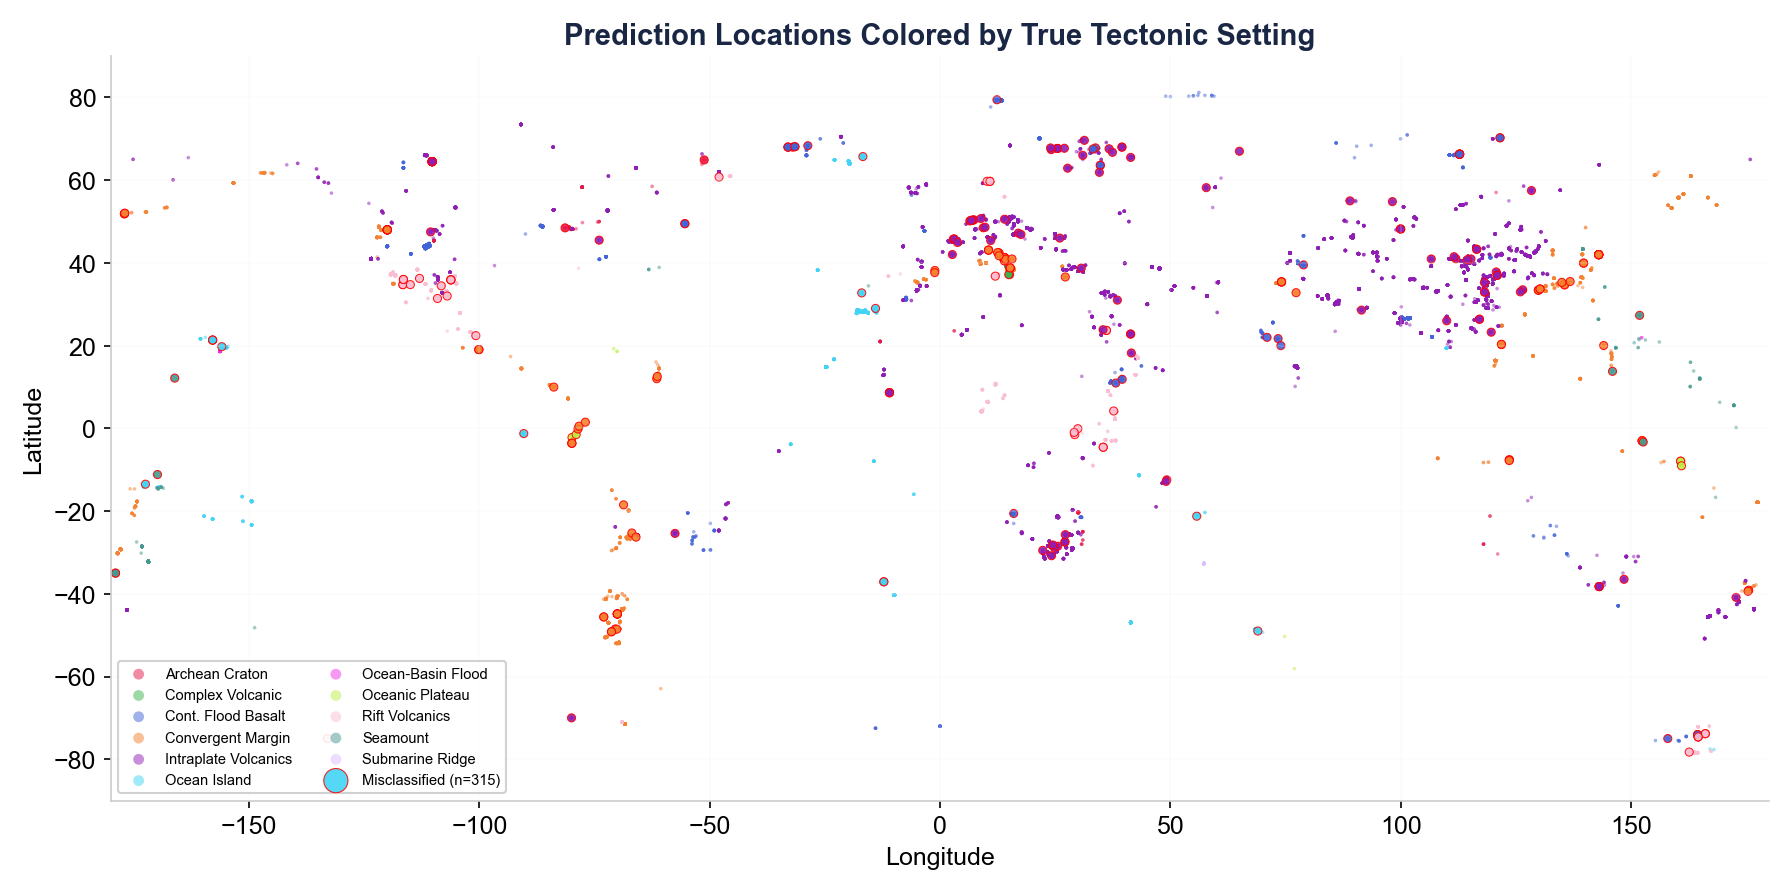 Prediction Locations Colored by True Tectonic Setting
Latitude
80
60
40
20
0
−20
−40
−60
−80
Archean Craton
Complex Volcanic
Cont. Flood Basalt
Convergent Margin
Intraplate Volcanics
Ocean Island
Ocean-Basin Flood
Oceanic Plateau
Rift Volcanics
Seamount
Submarine Ridge
Misclassified (n=315)
−150 −100 −50 0 50 100 150
Longitude